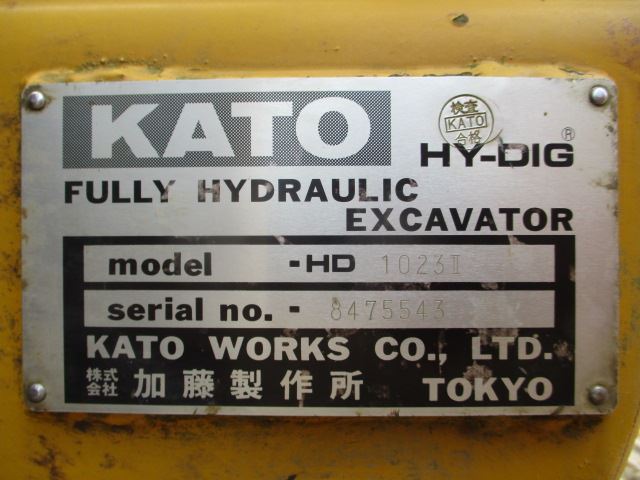 KATO
検査
KATO
合格
HY-DIG®
FULLY HYDRAULIC
EXCAVATOR
model -HD 1023II
serial no. - 8475543
KATO WORKS CO., LTD.
株式会社 加藤製作所 TOKYO